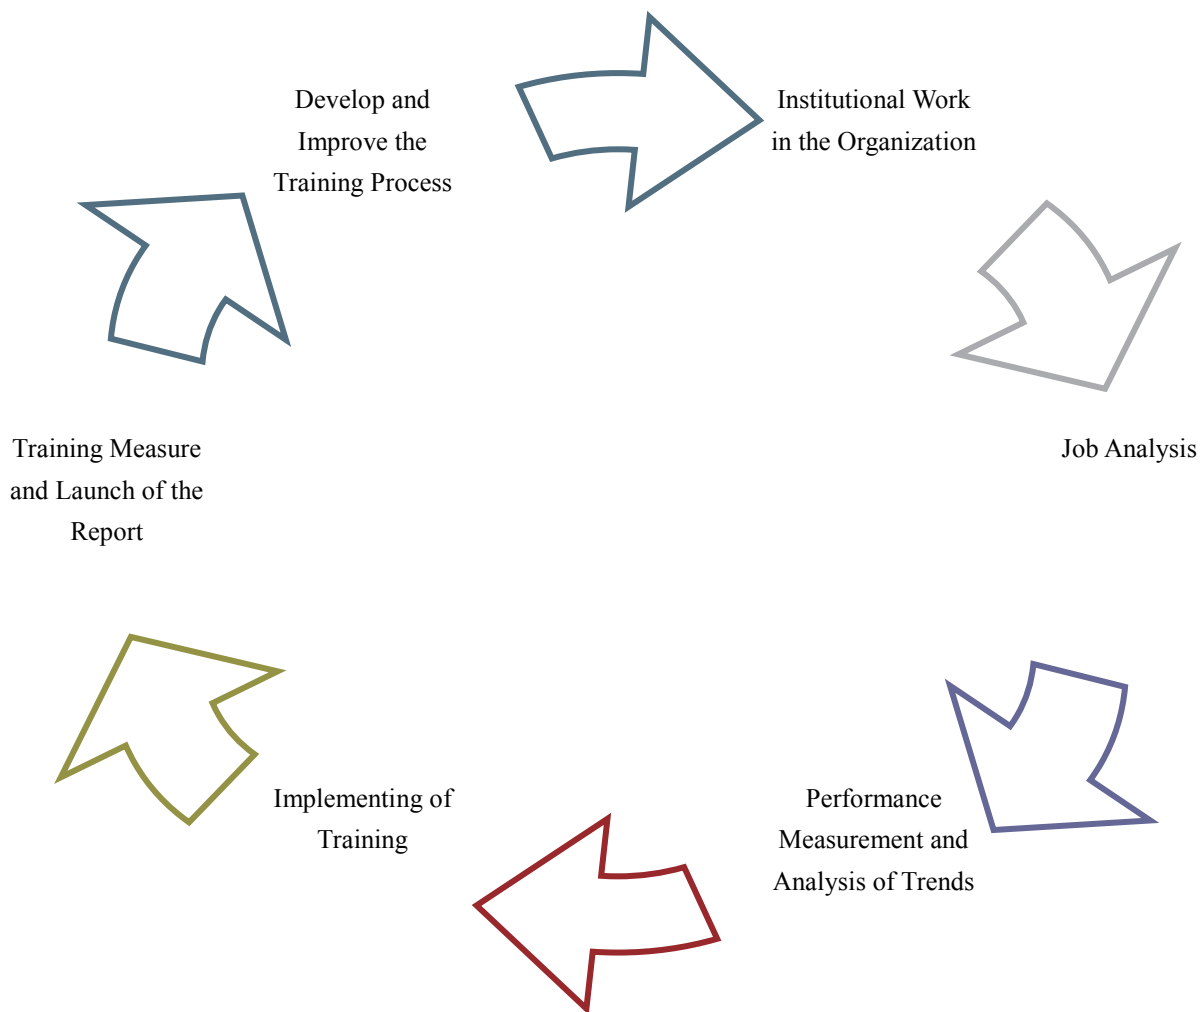 Develop and
Improve the
Training Process
Institutional Work
in the Organization
Job Analysis
Performance
Measurement and
Analysis of Trends
Implementing of
Training
Training Measure
and Launch of the
Report